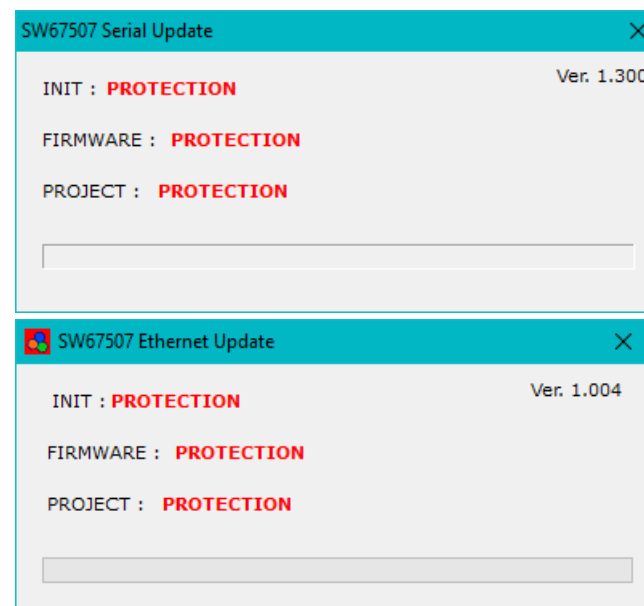 SW67507 Serial Update
Ver. 1.300
INIT : PROTECTION
FIRMWARE : PROTECTION
PROJECT : PROTECTION
SW67507 Ethernet Update
Ver. 1.004
INIT : PROTECTION
FIRMWARE : PROTECTION
PROJECT : PROTECTION